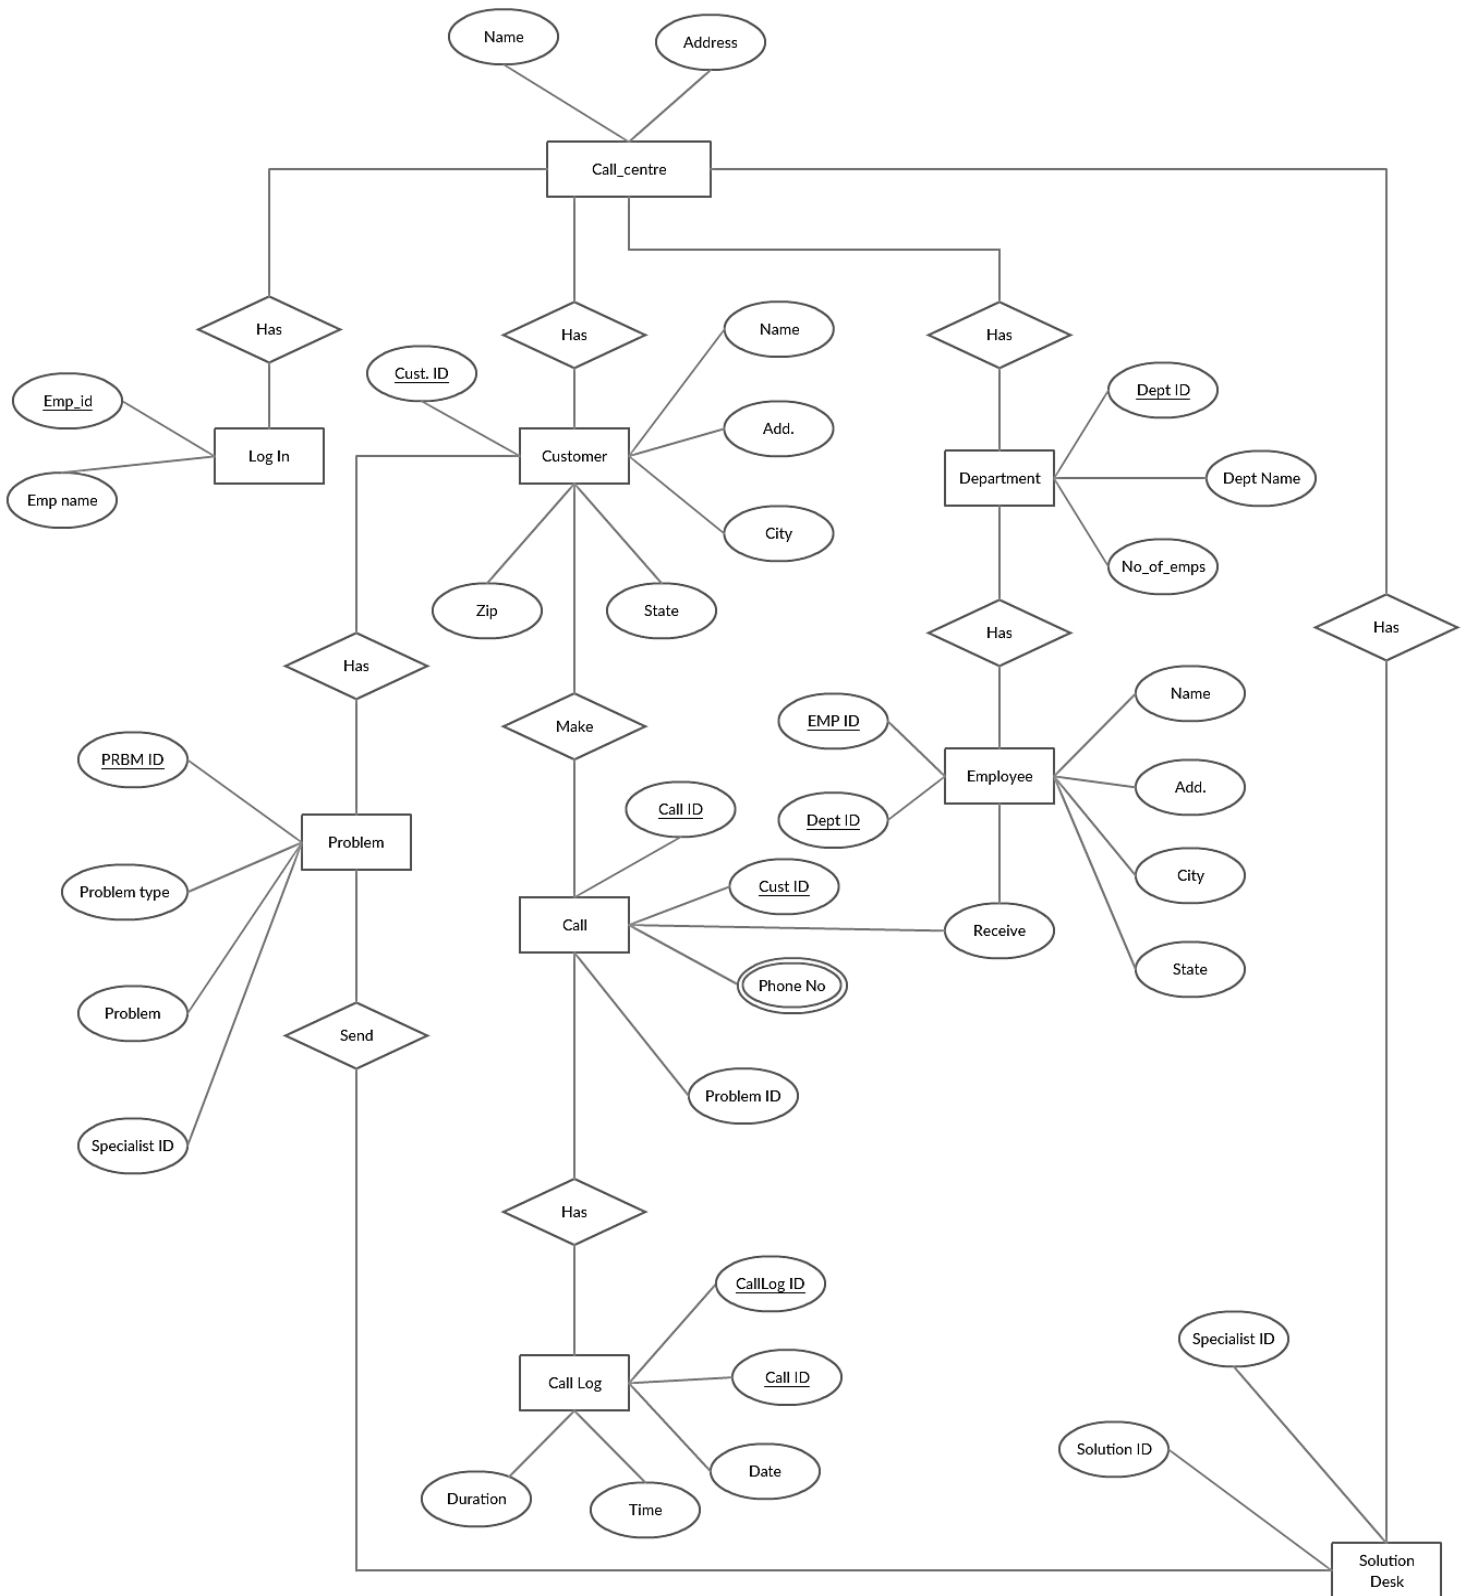 Name
Address
Call_centre
Has
Has
Name
Has
Cust. ID
Dept ID
Emp_id
Add.
Log In
Customer
Department
Dept Name
Emp name
City
No_of_emps
Zip
State
Has
Has
Has
Name
Make
EMP ID
PRBM ID
Employee
Add.
Call ID
Dept ID
Problem
Cust ID
City
Problem type
Call
Receive
State
Phone No
Problem
Send
Problem ID
Specialist ID
Has
CallLog ID
Specialist ID
Call Log
Call ID
Solution ID
Date
Duration
Time
Solution
Desk